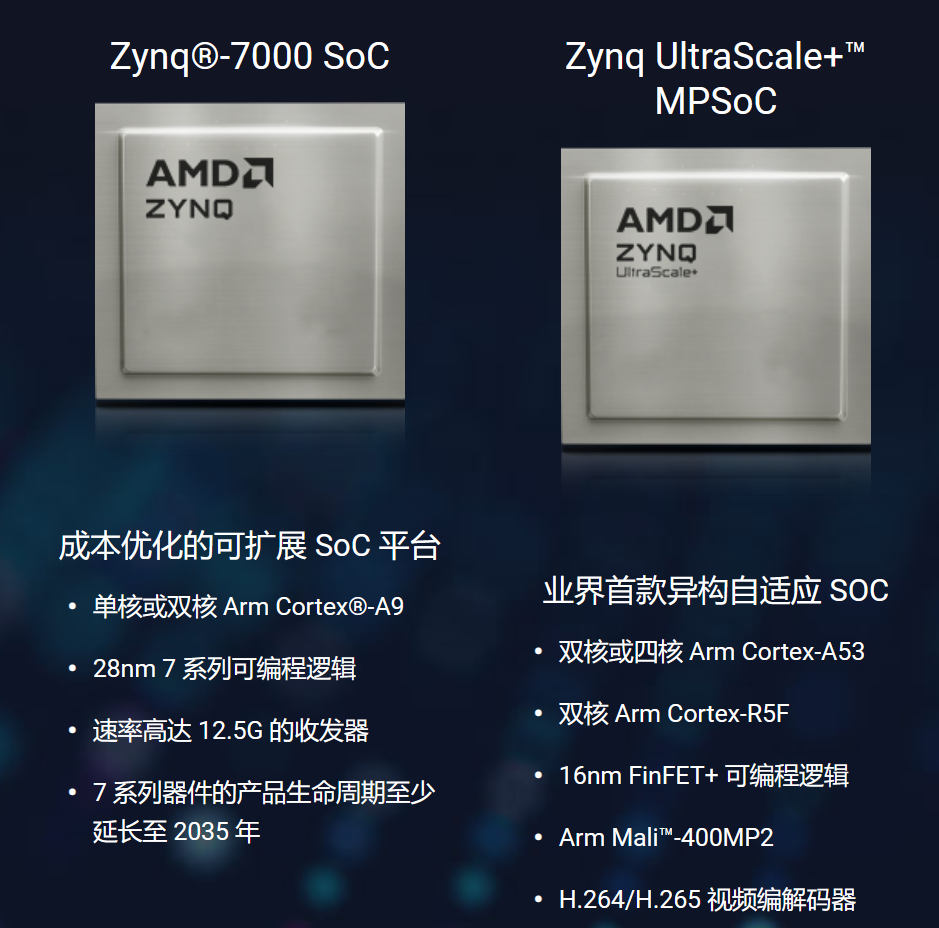 Zynq®-7000 SoC
AMD
ZYNQ
成本优化的可扩展 SoC 平台
• 单核或双核 Arm Cortex®-A9
• 28nm 7 系列可编程逻辑
• 速率高达 12.5G 的收发器
• 7 系列器件的产品生命周期至少
延长至 2035 年
Zynq UltraScale+™
MPSoC
AMD
ZYNQ
UltraScale+
业界首款异构自适应 SOC
• 双核或四核 Arm Cortex-A53
• 双核 Arm Cortex-R5F
• 16nm FinFET+ 可编程逻辑
• Arm Mali™-400MP2
• H.264/H.265 视频编解码器